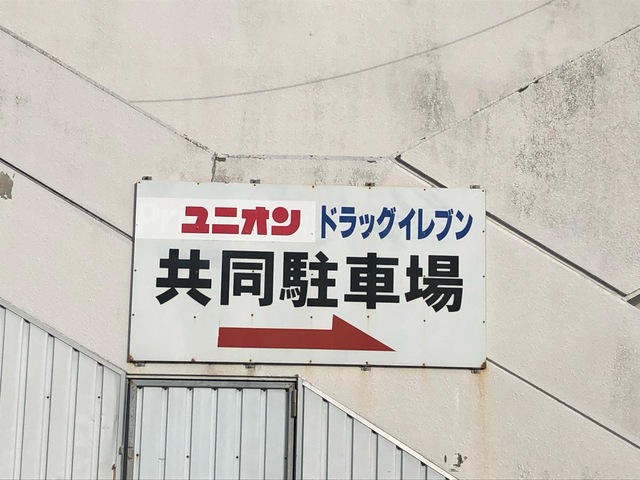 ユニオン ドラッグイレブン
共同駐車場